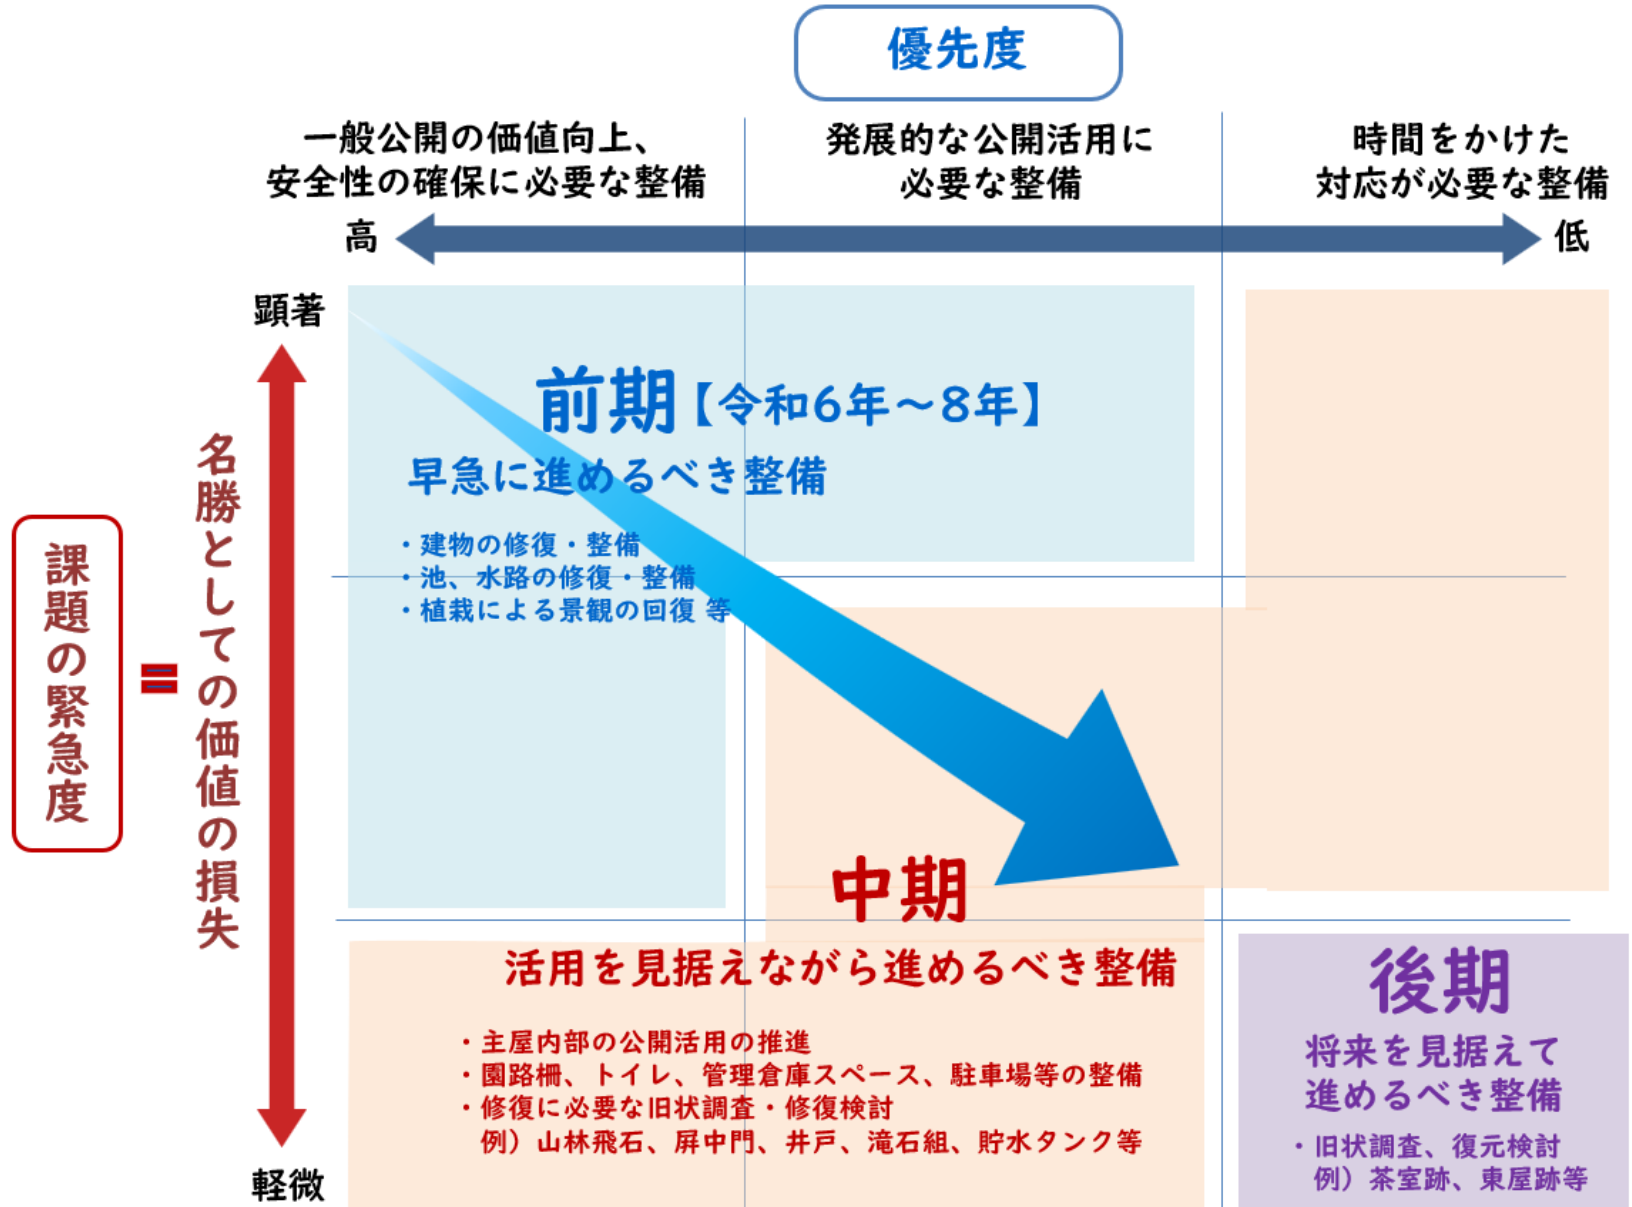 優先度
一般公開の価値向上、
安全性の確保に必要な整備
発展的な公開活用に
必要な整備
時間をかけた
対応が必要な整備
高
低
顕著
課題の緊急度
=
名勝としての価値の損失
軽微
前期【令和6年～8年】
早急に進めるべき整備
・建物の修復・整備
・池、水路の修復・整備
・植栽による景観の回復 等
中期
活用を見据えながら進めるべき整備
・主屋内部の公開活用の推進
・園路柵、トイレ、管理倉庫スペース、駐車場等の整備
・修復に必要な旧状調査・修復検討
例）山林飛石、屏中門、井戸、滝石組、貯水タンク等
後期
将来を見据えて
進めるべき整備
・旧状調査、復元検討
例）茶室跡、東屋跡等